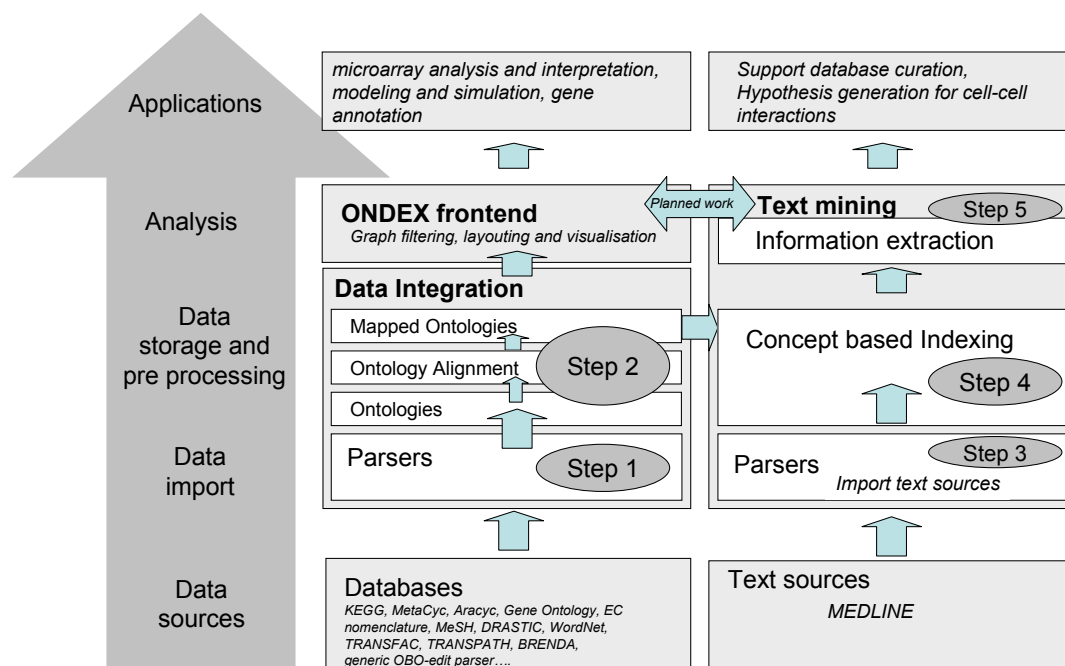 Applications
microarray analysis and interpretation,
modeling and simulation, gene
annotation
Support database curation,
Hypothesis generation for cell-cell
interactions
Analysis
ONDEX frontend
Graph filtering, layouting and visualisation
Planned work
Text mining
Step 5
Information extraction
Data
storage and
pre processing
Data Integration
Mapped Ontologies
Ontology Alignment
Ontologies
Step 2
Concept based Indexing
Step 4
Data
import
Parsers
Step 1
Parsers
Step 3
Import text sources
Data
sources
Databases
KEGG, MetaCyc, Aracyc, Gene Ontology, EC
nomenclature, MeSH, DRASTIC, WordNet,
TRANSFAC, TRANSPATH, BRENDA,
generic OBO-edit parser….
Text sources
MEDLINE